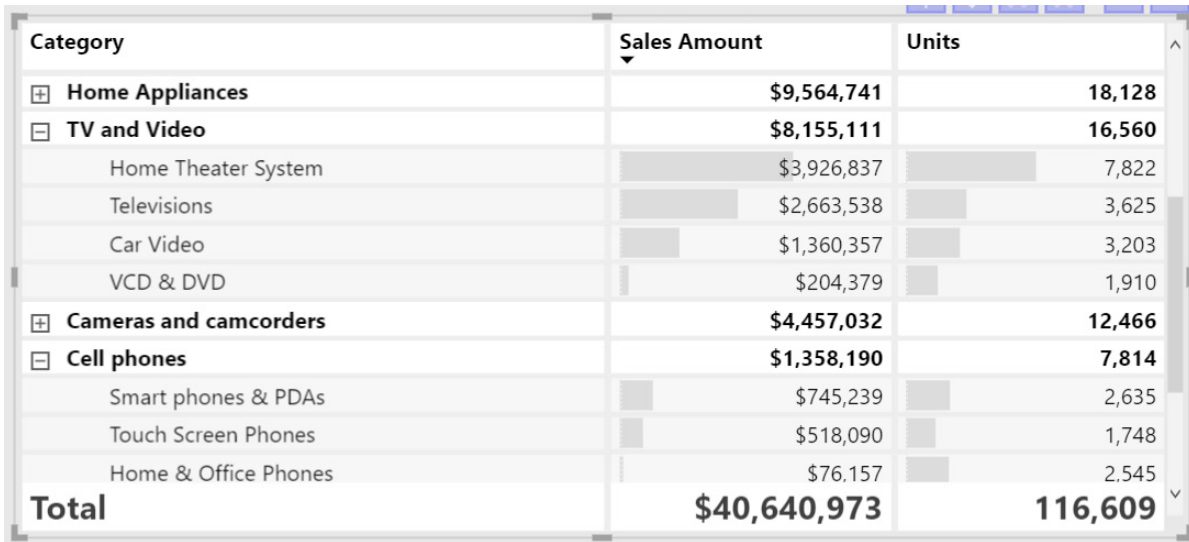 Category Sales Amount Units
Home Appliances $9,564,741 18,128
TV and Video $8,155,111 16,560
Home Theater System $3,926,837 7,822
Televisions $2,663,538 3,625
Car Video $1,360,357 3,203
VCD & DVD $204,379 1,910
Cameras and camcorders $4,457,032 12,466
Cell phones $1,358,190 7,814
Smart phones & PDAs $745,239 2,635
Touch Screen Phones $518,090 1,748
Home & Office Phones $76,157 2,545
Total $40,640,973 116,609